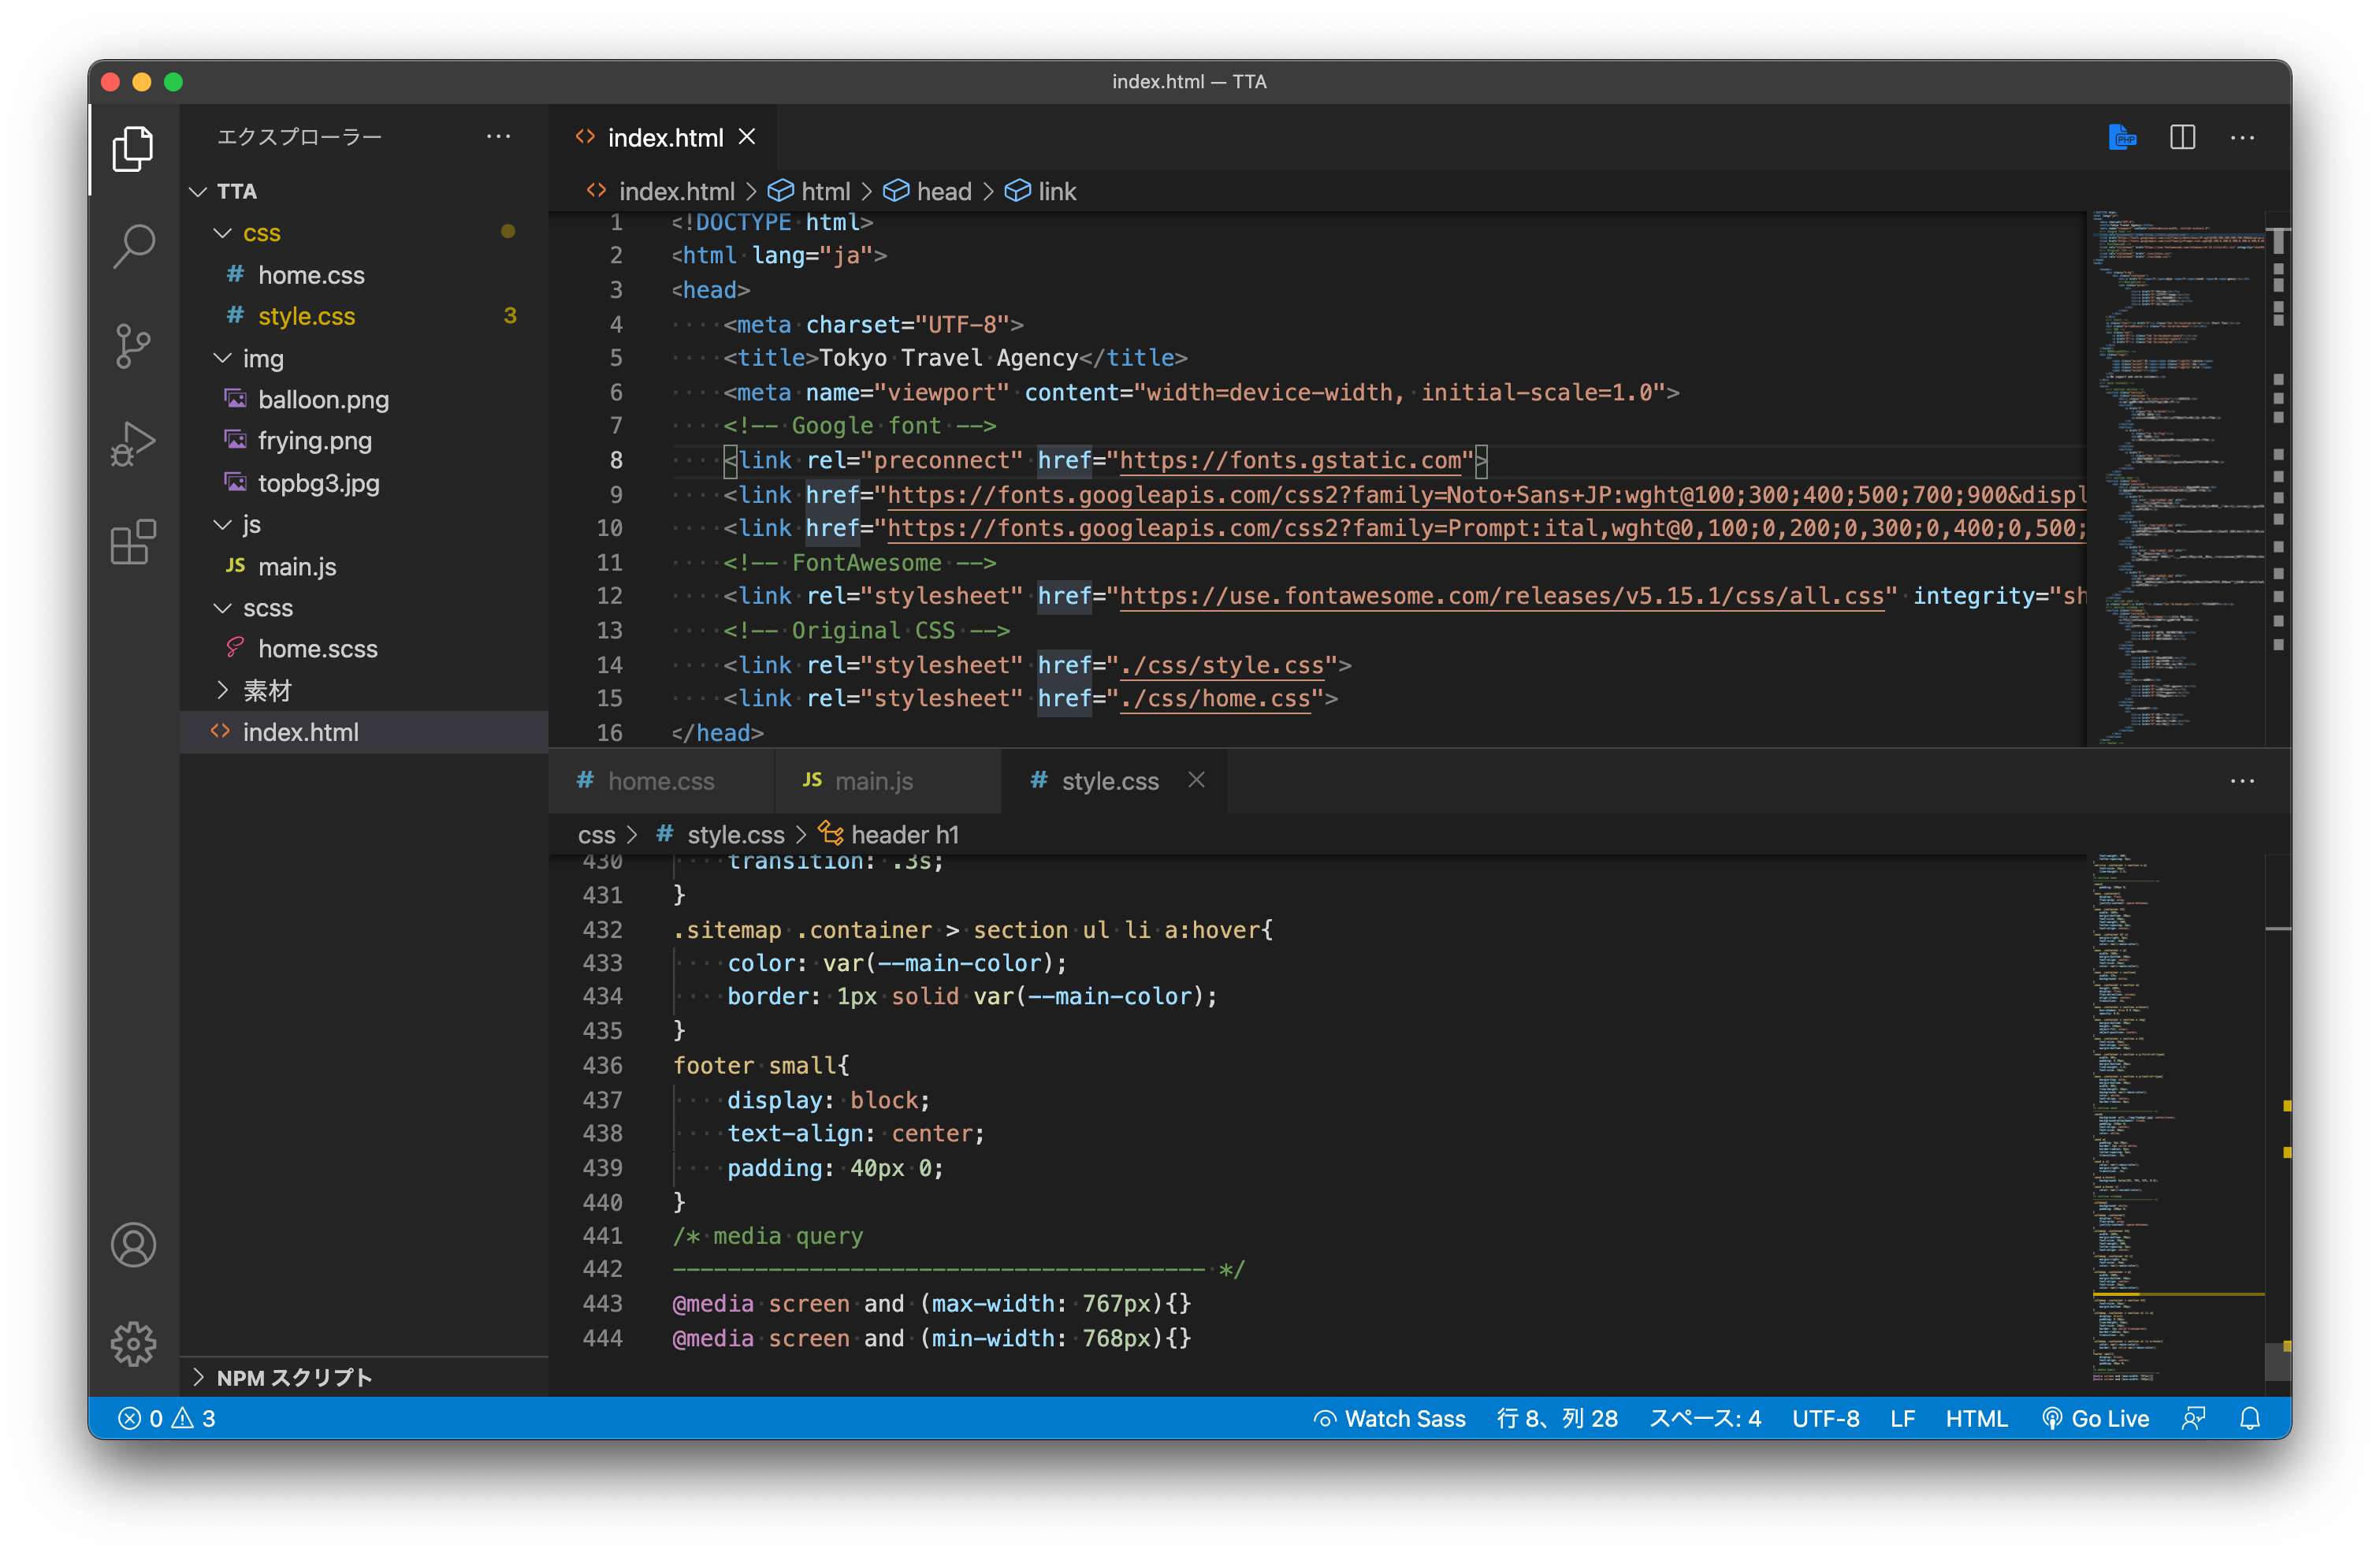 index.html — TTA
エクスプローラー
TTA
css
home.css
style.css 3
img
balloon.png
frying.png
topbg3.jpg
js
JS main.js
scss
home.scss
素材
index.html
NPM スクリプト
index.html
PHP
index.html > html > head > link
1 <!DOCTYPE html>
2 <html lang="ja">
3 <head>
4 <meta charset="UTF-8">
5 <title>Tokyo Travel Agency</title>
6 <meta name="viewport" content="width=device-width, initial-scale=1.0">
7 <!-- Google font -->
8 <link rel="preconnect" href="https://fonts.gstatic.com">
9 <link href="https://fonts.googleapis.com/css2?family=Noto+Sans+JP:wght@100;300;400;500;700;900&displ
10 <link href="https://fonts.googleapis.com/css2?family=Prompt:ital,wght@0,100;0,200;0,300;0,400;0,500;
11 <!-- FontAwesome -->
12 <link rel="stylesheet" href="https://use.fontawesome.com/releases/v5.15.1/css/all.css" integrity="sh
13 <!-- Original CSS -->
14 <link rel="stylesheet" href="./css/style.css">
15 <link rel="stylesheet" href="./css/home.css">
16 </head>
# home.css JS main.js # style.css
css > # style.css > header h1
430 transition: .3s;
431 }
432 .sitemap .container > section ul li a:hover{
433 color: var(--main-color);
434 border: 1px solid var(--main-color);
435 }
436 footer small{
437 display: block;
438 text-align: center;
439 padding: 40px 0;
440 }
441 /* media query
442 --------------------------------------- */
443 @media screen and (max-width: 767px){}
444 @media screen and (min-width: 768px){}
0 3 Watch Sass 行 8、列 28 スペース: 4 UTF-8 LF HTML Go Live